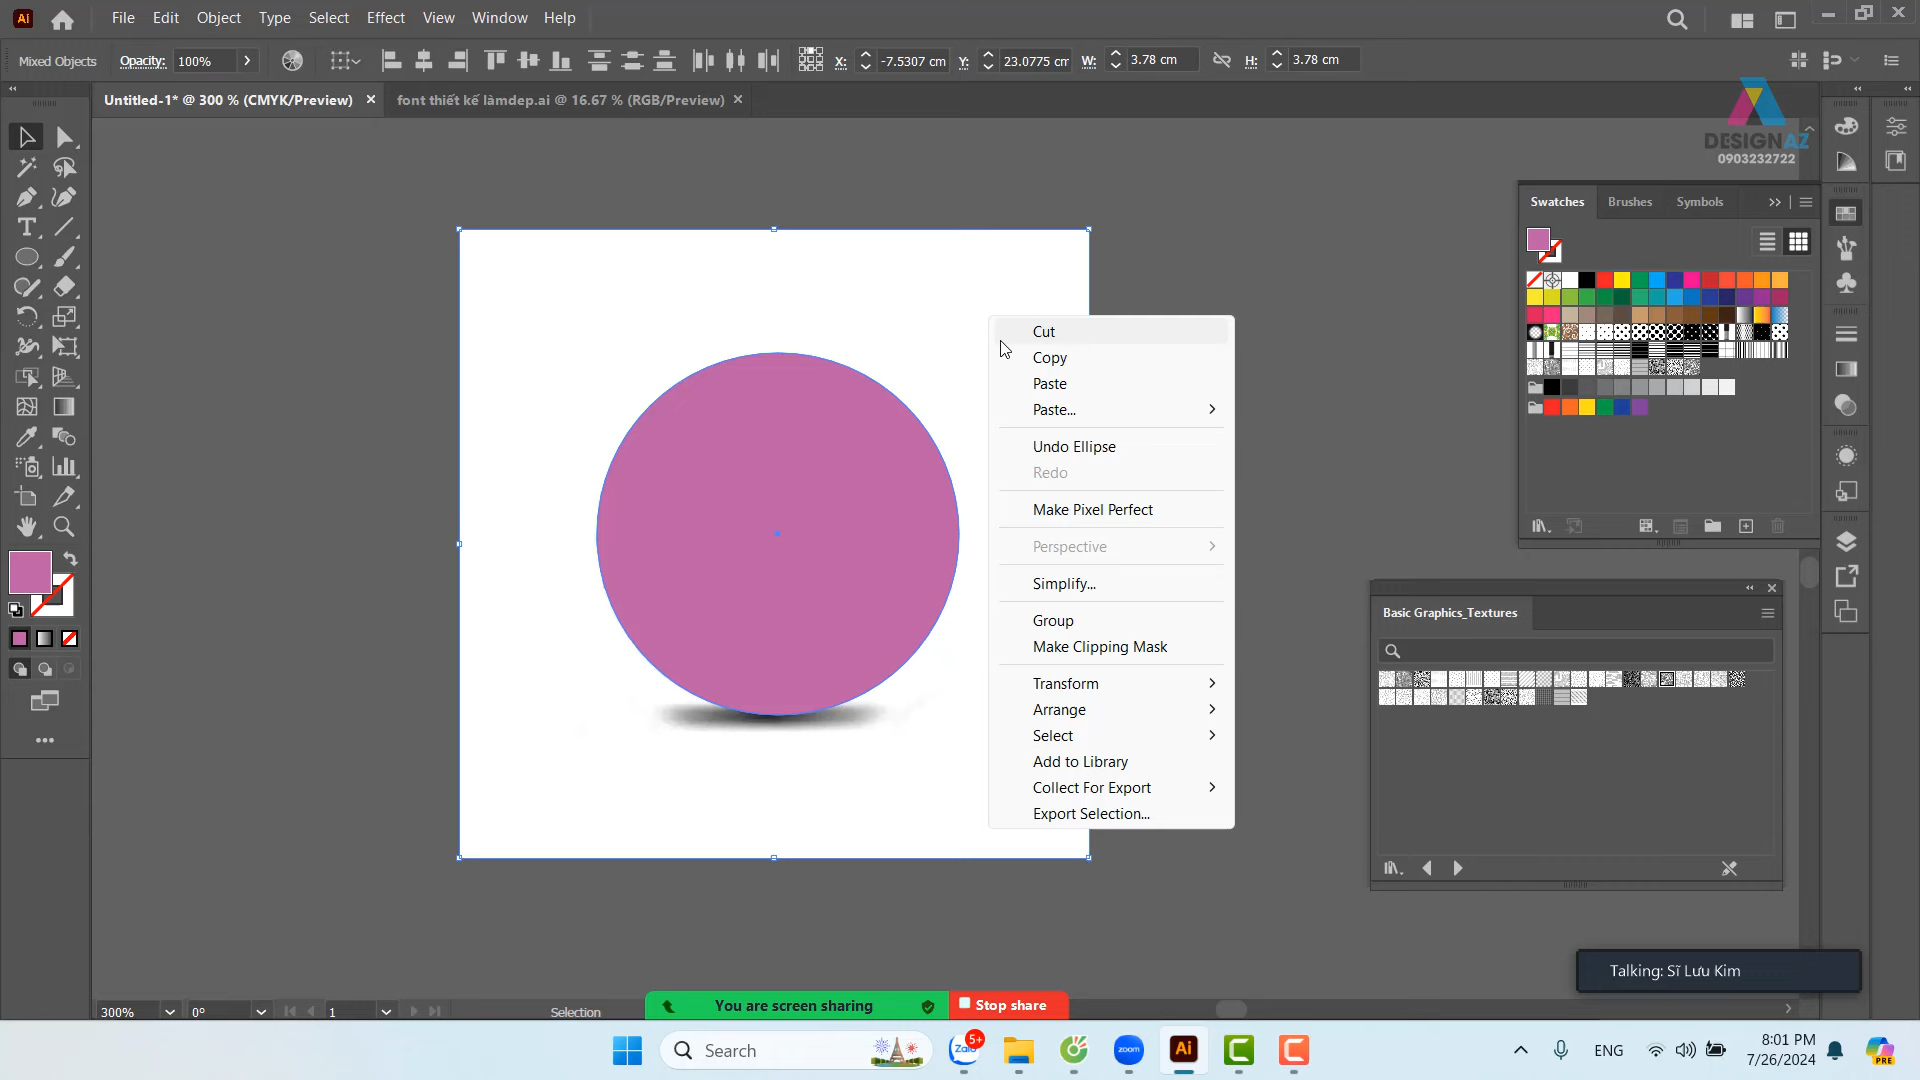 File Edit Object Type Select Effect View Window Help
Mixed Objects Opacity: 100% X: -7.5307 cm Y: 23.0775 cm W: 3.78 cm H: 3.78 cm
Untitled-1* @ 300 % (CMYK/Preview) font thiết kế làmdep.ai @ 16.67 % (RGB/Preview)
DESIGNAZ
0903232722
Swatches Brushes Symbols
Cut
Copy
Paste
Paste...
Undo Ellipse
Redo
Make Pixel Perfect
Perspective
Simplify...
Group
Make Clipping Mask
Transform
Arrange
Select
Add to Library
Collect For Export
Export Selection...
Basic Graphics_Textures
Talking: Sĩ Lưu Kim
300% 0° 1 Selection
You are screen sharing Stop share
Search
Zalo 5+
zoom
Ai
ENG
8:01 PM
7/26/2024
PRE